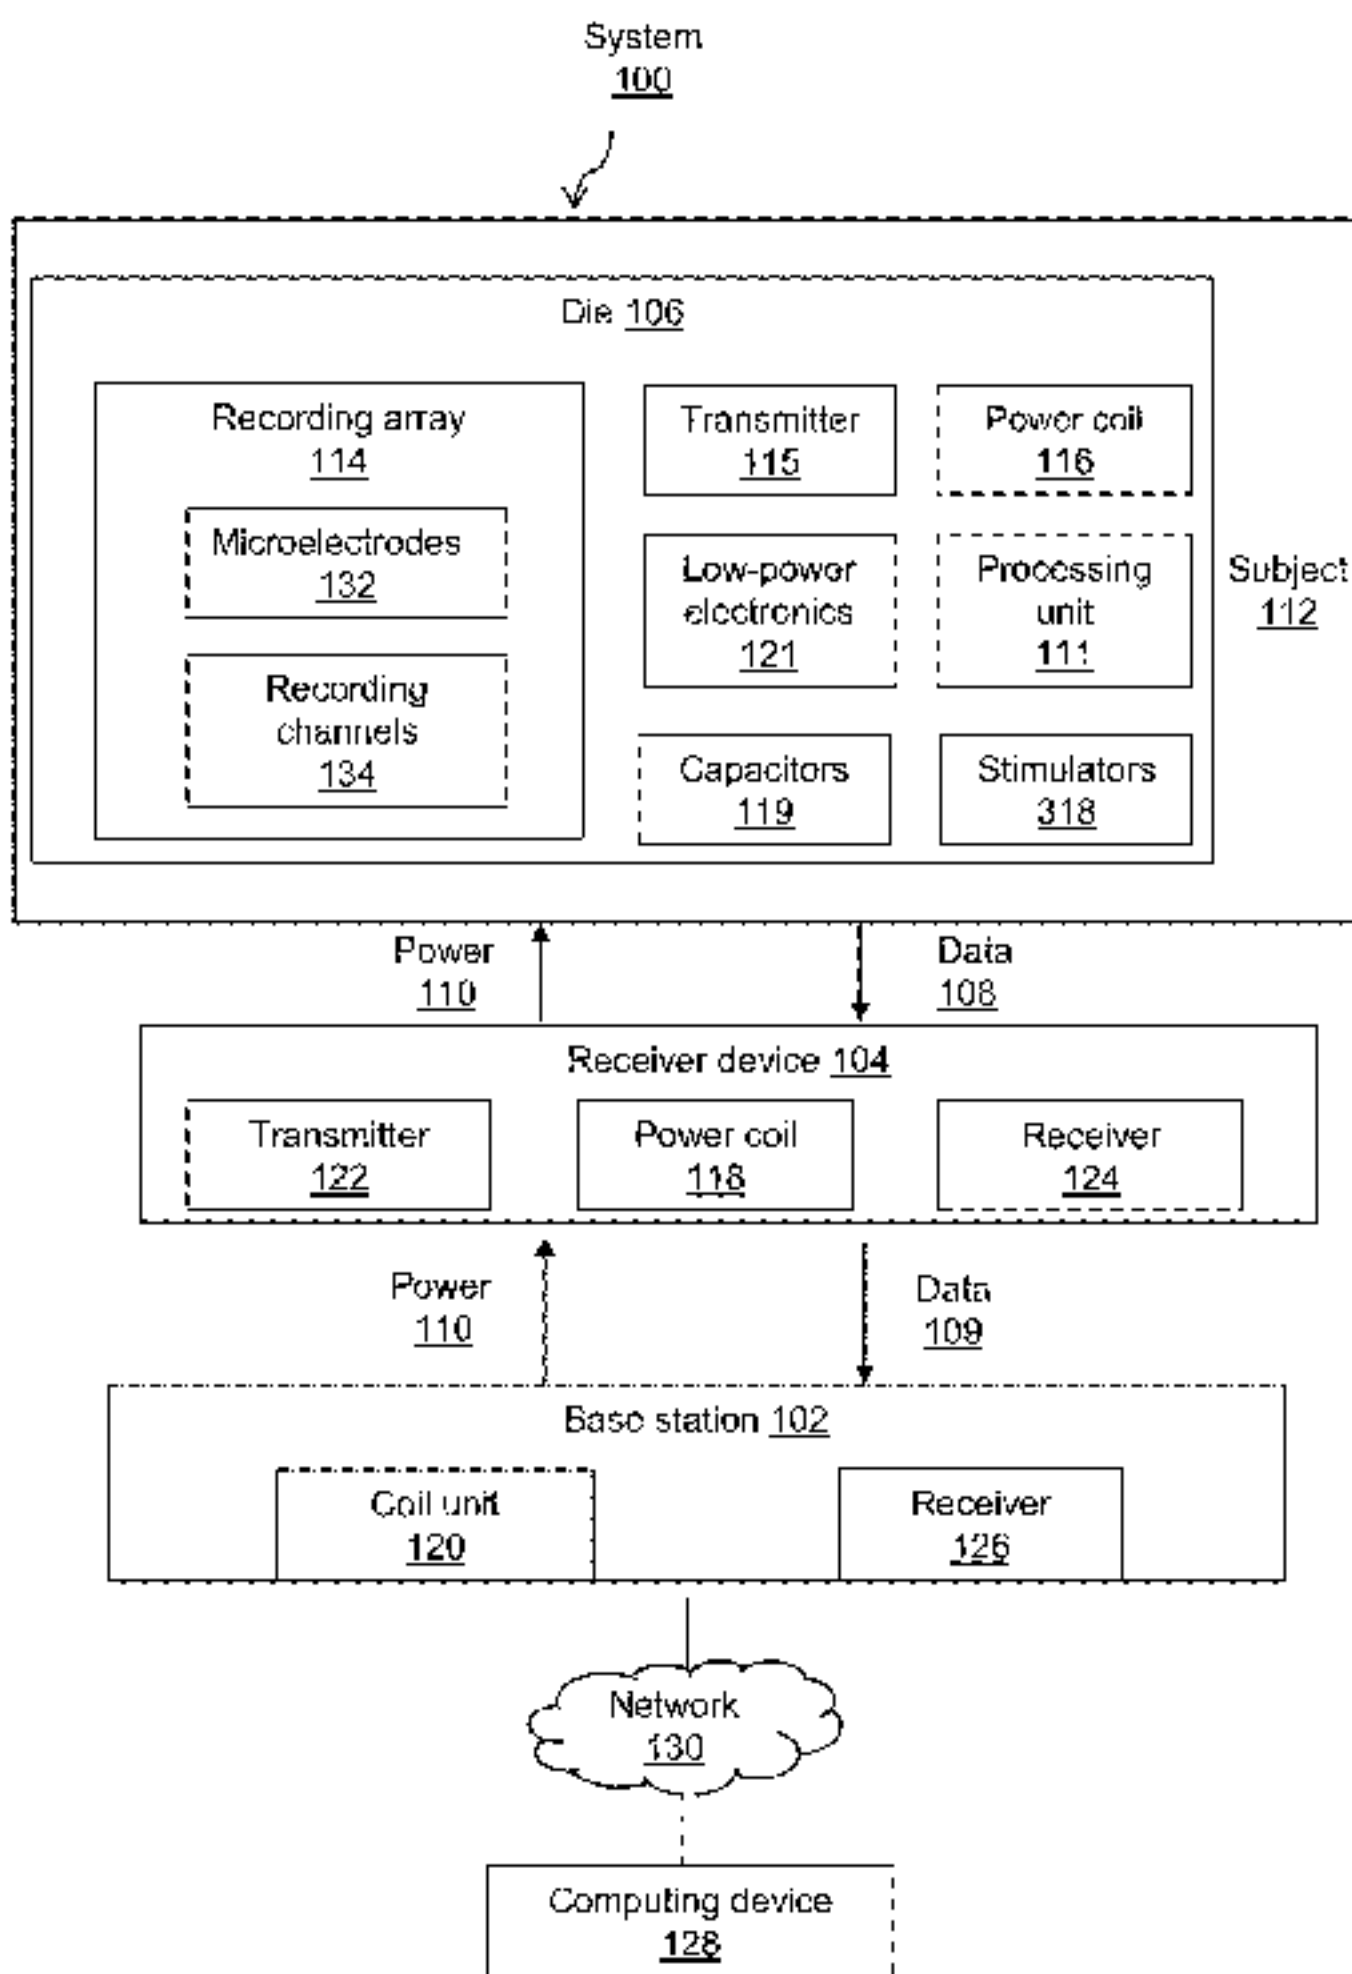 System
100
Die 106
Recording array
114
Microelectrodes
132
Recording
channels
134
Transmitter
115
Power coil
116
Low-power
electronics
121
Processing
unit
111
Capacitors
119
Stimulators
318
Subject
112
Power
110
Data
108
Receiver device 104
Transmitter
122
Power coil
118
Receiver
124
Power
110
Data
109
Base station 102
Coil unit
120
Receiver
126
Network
130
Computing device
128